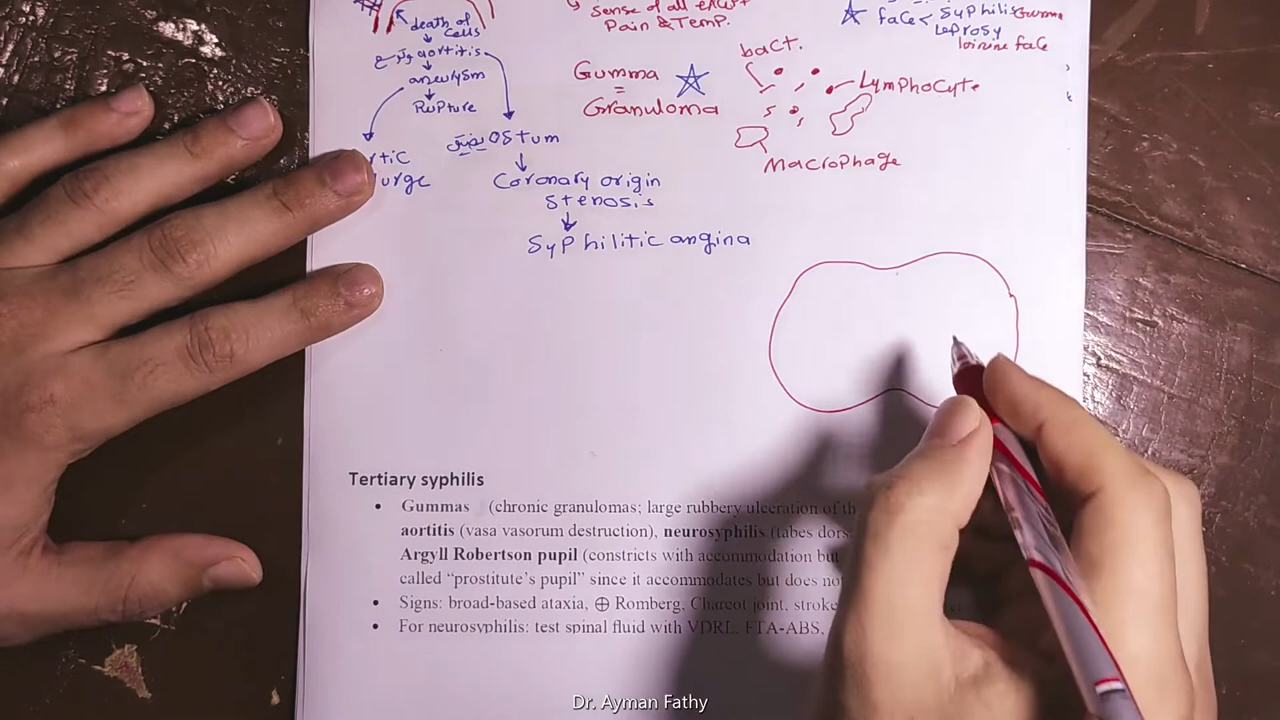 death of
cells
sense of all except
Pain & Temp.
face < Syphilis Gumma
Leprosy
aortitis
aneurysm
Rupture
Ostum
Coronary origin
Stenosis
Syphilitic angina
Gumma
=
Granuloma
bact.
Lymphocyte
Macrophage
Tertiary syphilis
• Gummas (chronic granulomas; large rubbery ulceration of th
aortitis (vasa vasorum destruction), neurosyphilis (tabes dors
Argyll Robertson pupil (constricts with accommodation but
called “prostitute’s pupil” since it accommodates but does no
• Signs: broad-based ataxia, ⊕ Romberg, Charcot joint, stroke
• For neurosyphilis: test spinal fluid with VDRL, FTA-ABS,
Dr. Ayman Fathy